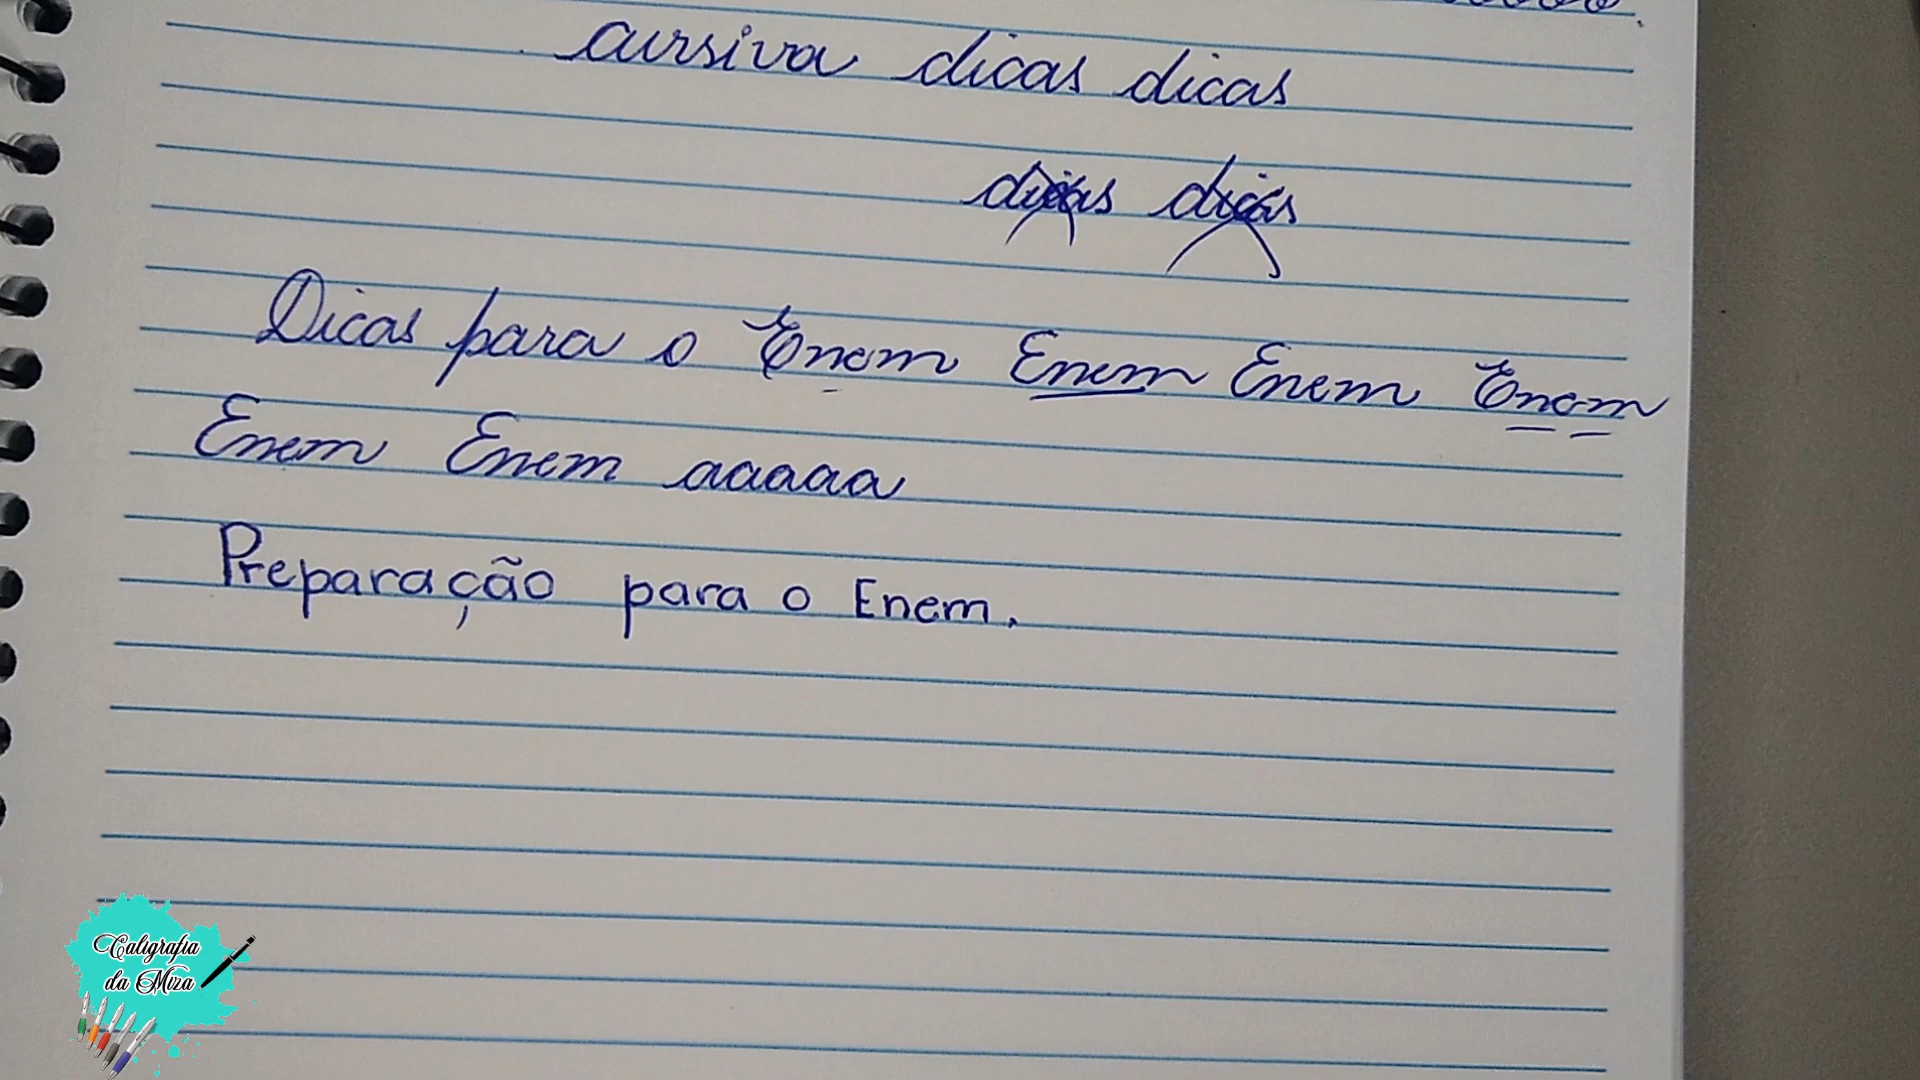 cursiva dicas dicas
dicas dicas
Dicas para o Enem Enem Enem Enem
Enem Enem aaaaa
Preparação para o Enem.
Caligrafia
da Miza